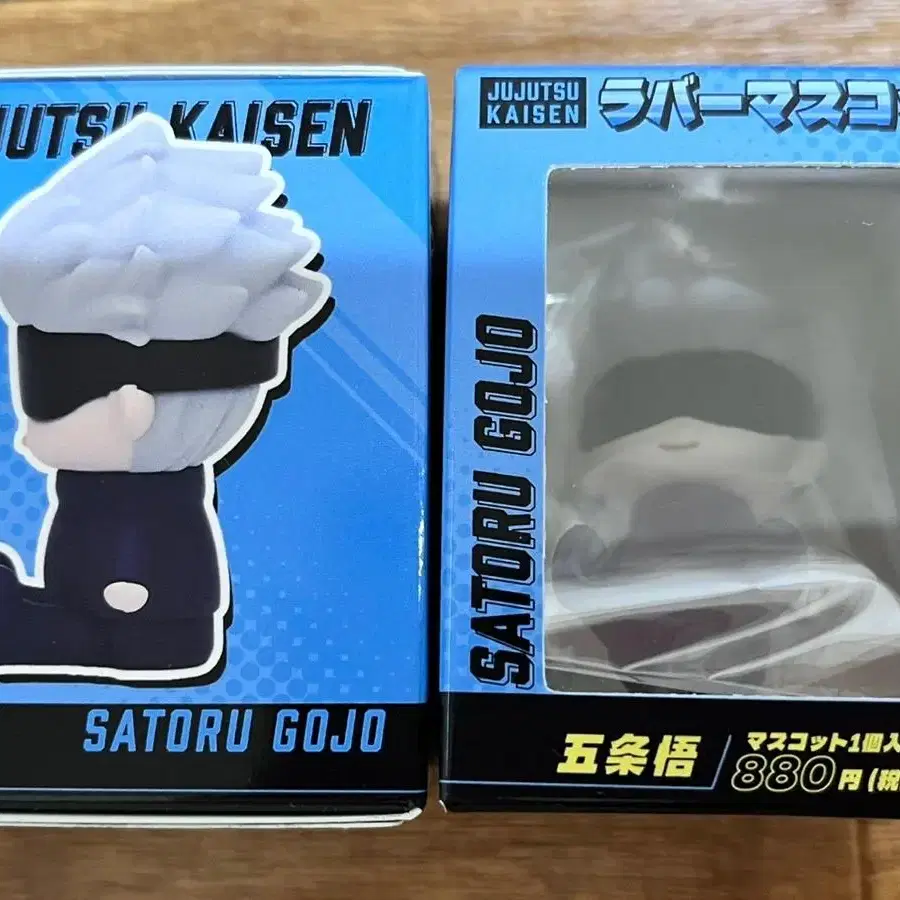 JUTSU KAISEN
SATORU GOJO
JUJUTSU
KAISEN
ラバーマスコ
SATORU GOJO
五条悟
マスコット1個入
880円(税